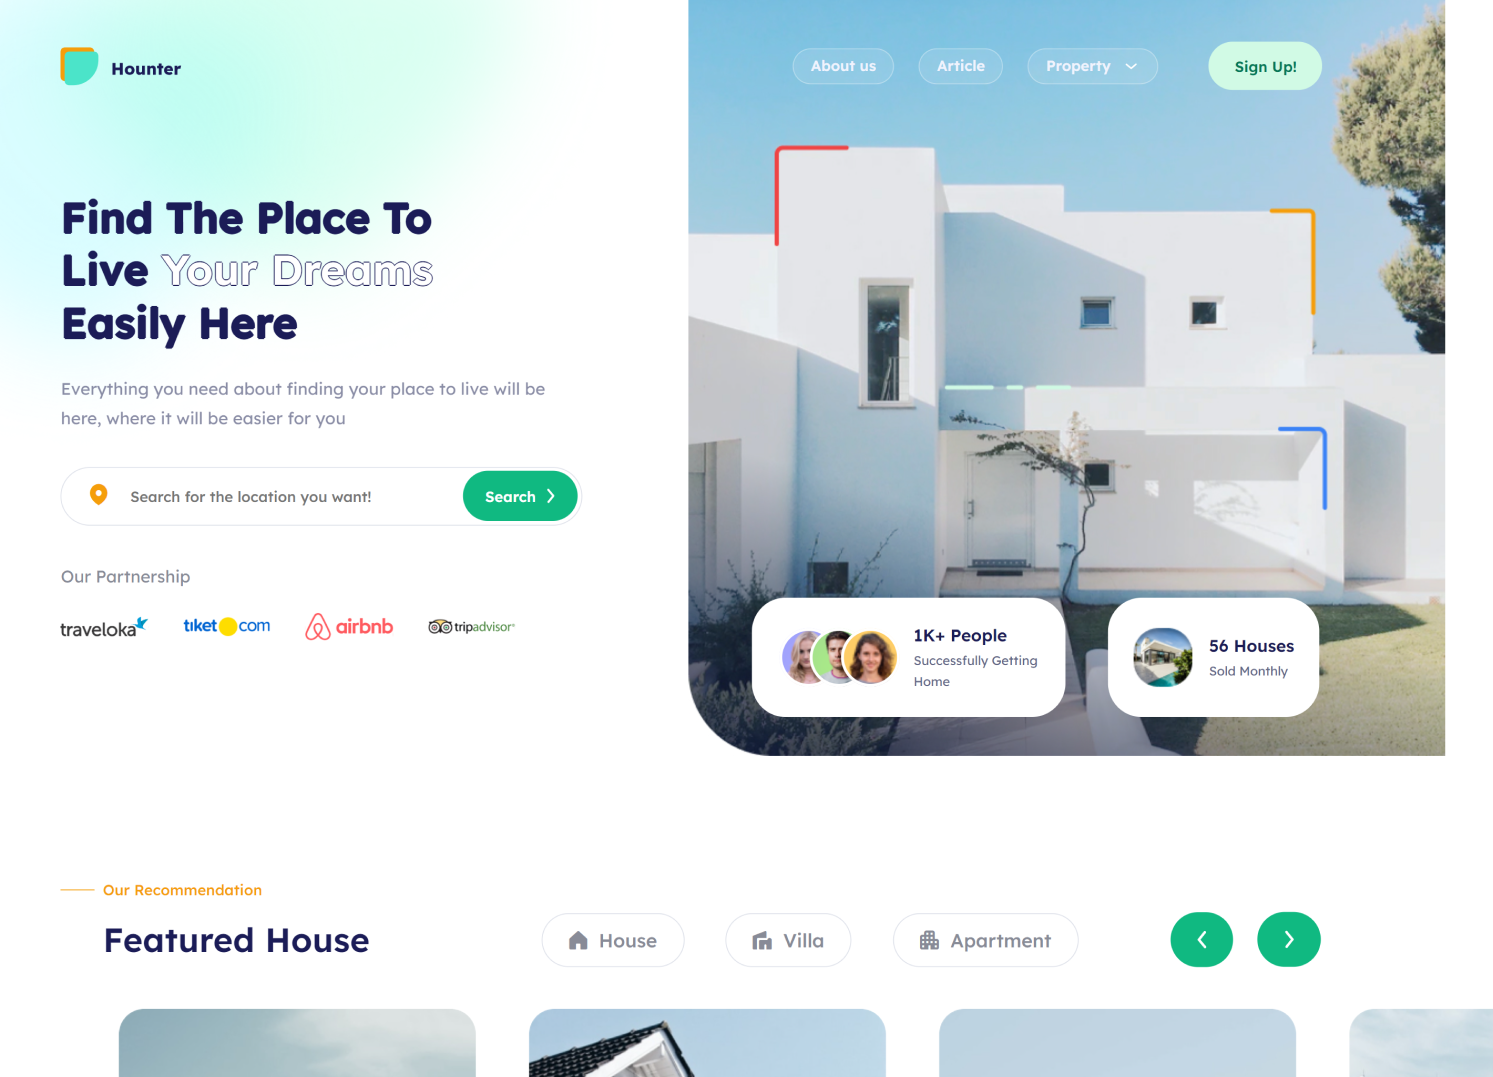 Hounter
About us
Article
Property
Sign Up!
Find The Place To
Live Your Dreams
Easily Here
Everything you need about finding your place to live will be
here, where it will be easier for you
Search for the location you want!
Search
Our Partnership
traveloka
tiket.com
airbnb
tripadvisor®
1K+ People
Successfully Getting
Home
56 Houses
Sold Monthly
Our Recommendation
Featured House
House
Villa
Apartment